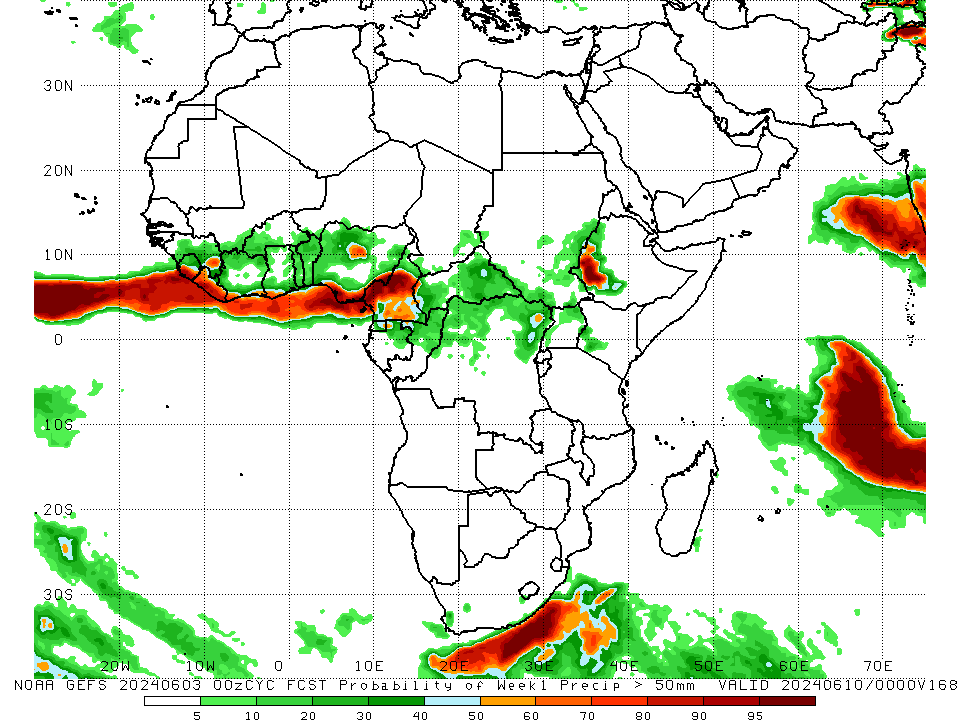 30N
20N
10N
0
10S
20S
30S
20W 10W 0 10E 20E 30E 40E 50E 60E 70E
NOAA GEFS 20240603 00zCYC FCST Probability of Week1 Precip > 50mm VALID 20240610/0000V168
5 10 20 30 40 50 60 70 80 90 95